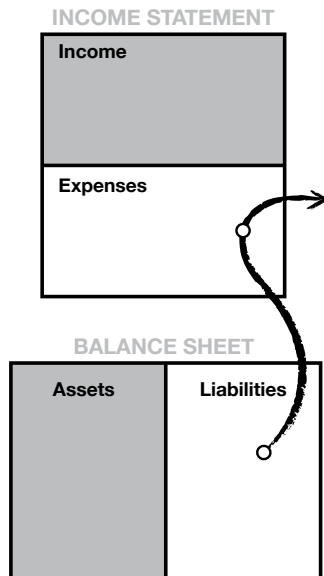 INCOME STATEMENT
Income
Expenses
BALANCE SHEET
Assets Liabilities